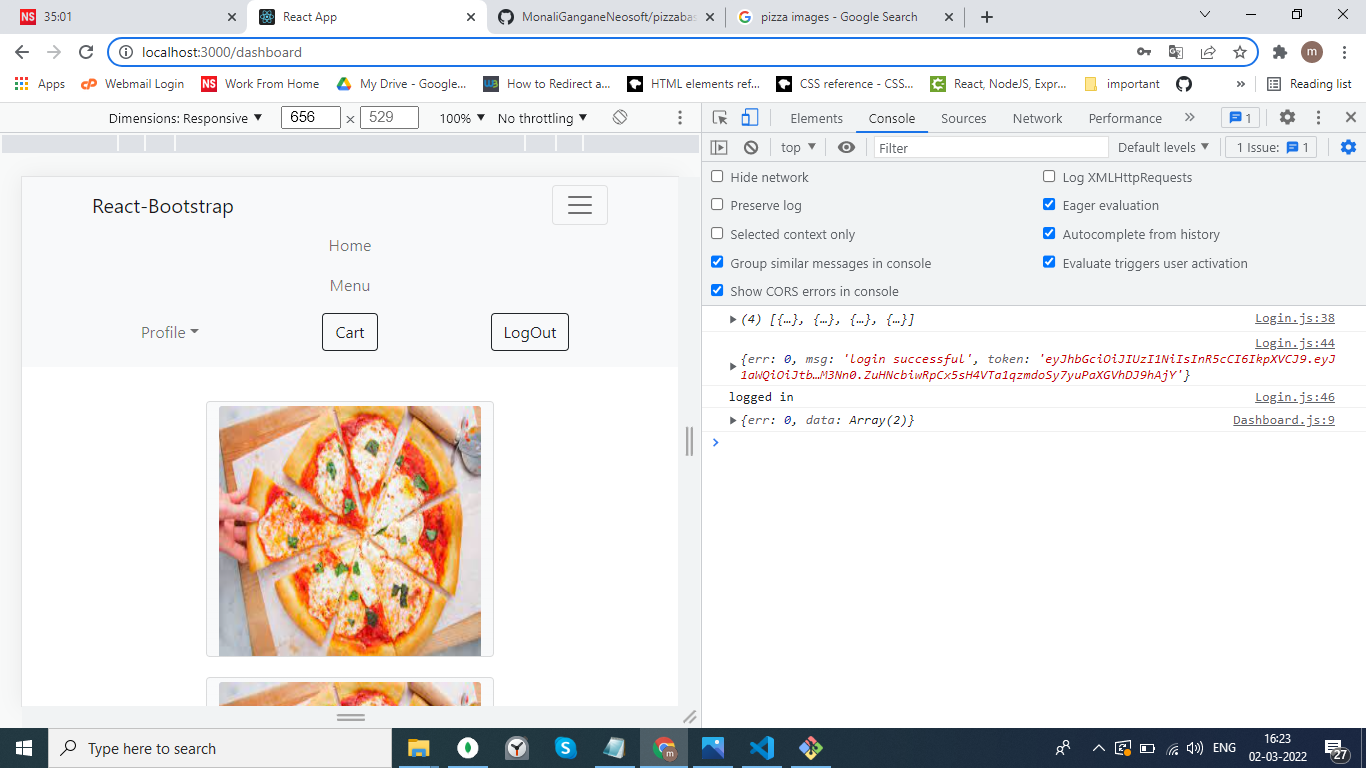 NS 35:01
React App
MonaliGanganeNeosoft/pizzabas
pizza images - Google Search
localhost:3000/dashboard
m
Apps
Webmail Login
NS Work From Home
My Drive - Google...
How to Redirect a...
HTML elements ref...
CSS reference - CSS...
React, NodeJS, Expr...
important
»
Reading list
Dimensions: Responsive
656 × 529
100%
No throttling
Elements
Console
Sources
Network
Performance
»
1
top
Filter
Default levels
1 Issue: 1
Hide network
Log XMLHttpRequests
Preserve log
Eager evaluation
Selected context only
Autocomplete from history
Group similar messages in console
Evaluate triggers user activation
Show CORS errors in console
React-Bootstrap
Home
Menu
Profile
Cart
LogOut
(4) [{…}, {…}, {…}, {…}]
Login.js:38
Login.js:44
{err: 0, msg: 'login successful', token: 'eyJhbGciOiJIUzI1NiIsInR5cCI6IkpXVCJ9.eyJ
1aWQiOiJtb…M3Nn0.ZuHNcbiwRpCx5sH4VTa1qzmdoSy7yuPaXGVhDJ9hAjY'}
logged in
Login.js:46
{err: 0, data: Array(2)}
Dashboard.js:9
Type here to search
m
ENG
16:23
02-03-2022
27